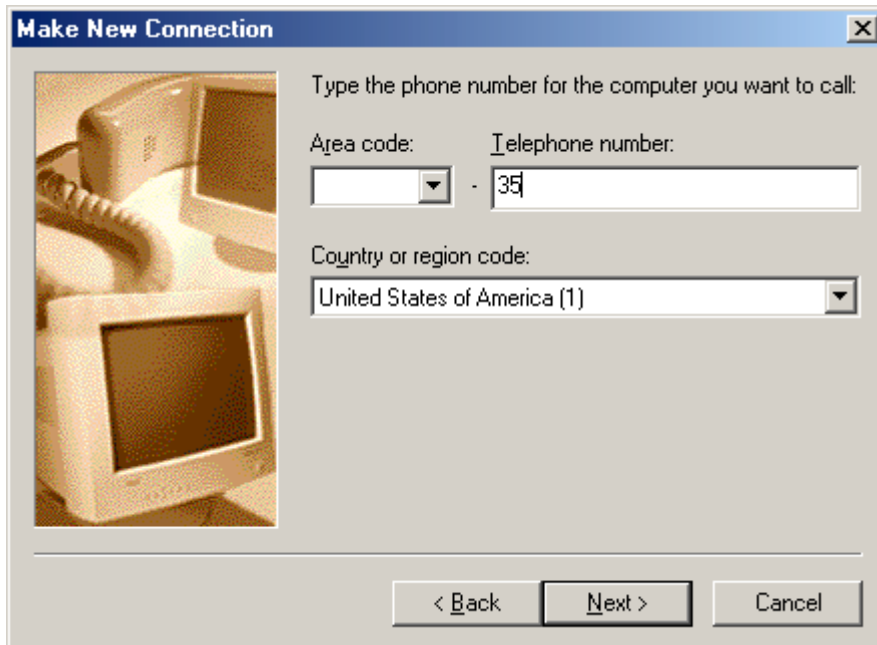 Make New Connection
Type the phone number for the computer you want to call:
Area code: Telephone number:
- 35
Country or region code:
United States of America (1)
< Back Next > Cancel